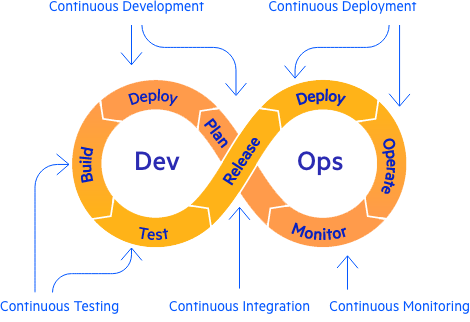 Continuous Development
Continuous Deployment
Deploy
Plan
Build
Dev
Test
Release
Deploy
Ops
Operate
Monitor
Continuous Testing
Continuous Integration
Continuous Monitoring